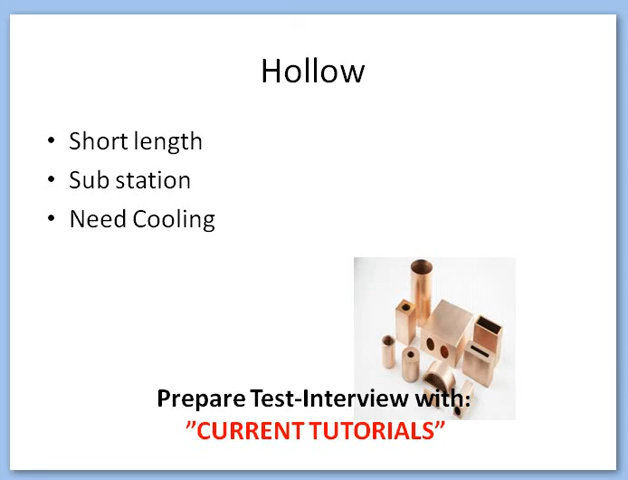 Hollow
• Short length
• Sub station
• Need Cooling
Prepare Test-Interview with:
”CURRENT TUTORIALS”